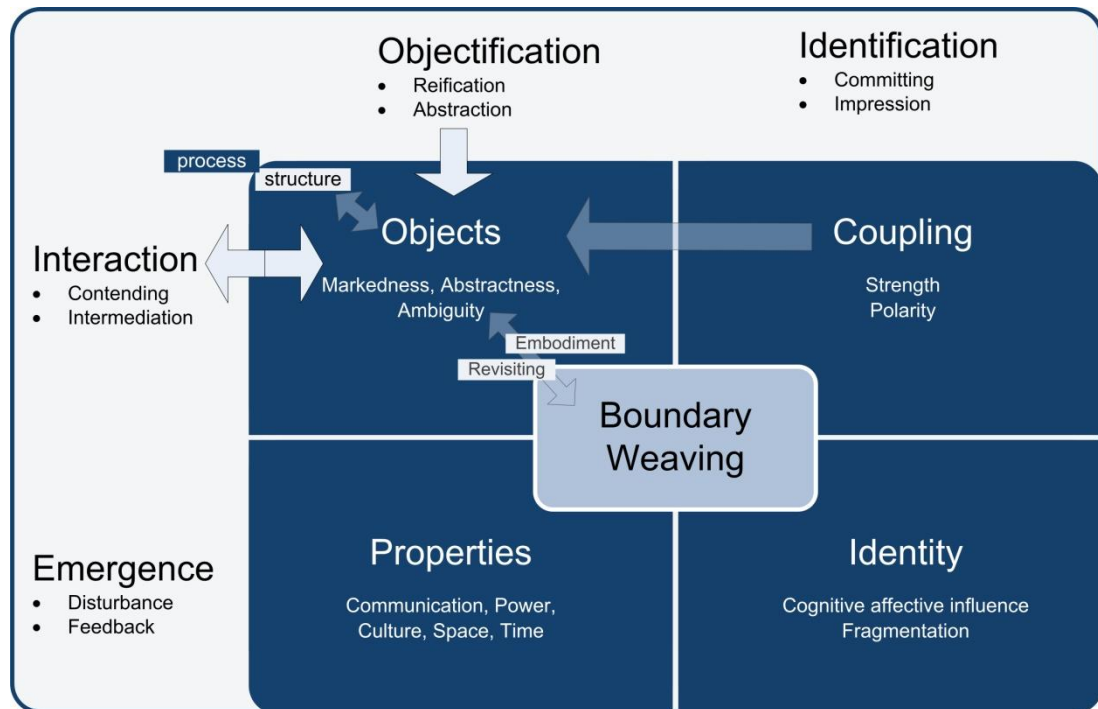 Objectification
• Reification
• Abstraction
Identification
• Committing
• Impression
process
structure
Interaction
• Contending
• Intermediation
Objects
Markedness, Abstractness,
Ambiguity
Coupling
Strength
Polarity
Embodiment
Revisiting
Boundary
Weaving
Emergence
• Disturbance
• Feedback
Properties
Communication, Power,
Culture, Space, Time
Identity
Cognitive affective influence
Fragmentation